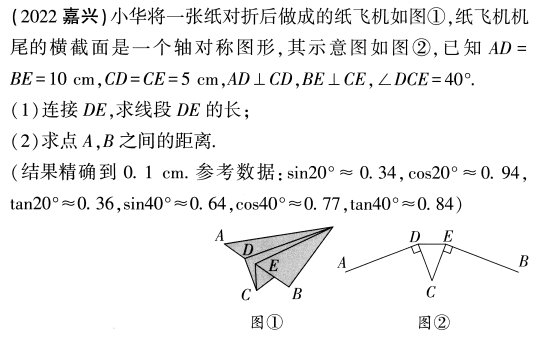 (2022 嘉兴)小华将一张纸对折后做成的纸飞机如图①,纸飞机机
尾的横截面是一个轴对称图形,其示意图如图②,已知 AD =
BE=10 cm,CD=CE=5 cm,AD⊥CD,BE⊥CE,∠DCE=40°.
(1)连接 DE,求线段 DE 的长;
(2)求点 A,B 之间的距离.
(结果精确到 0. 1 cm. 参考数据:sin20°≈0. 34,cos20°≈0. 94,
tan20°≈0. 36,sin40°≈0. 64,cos40°≈0. 77,tan40°≈0. 84)
A
D
E
C
B
图①
D
E
A
B
C
图②